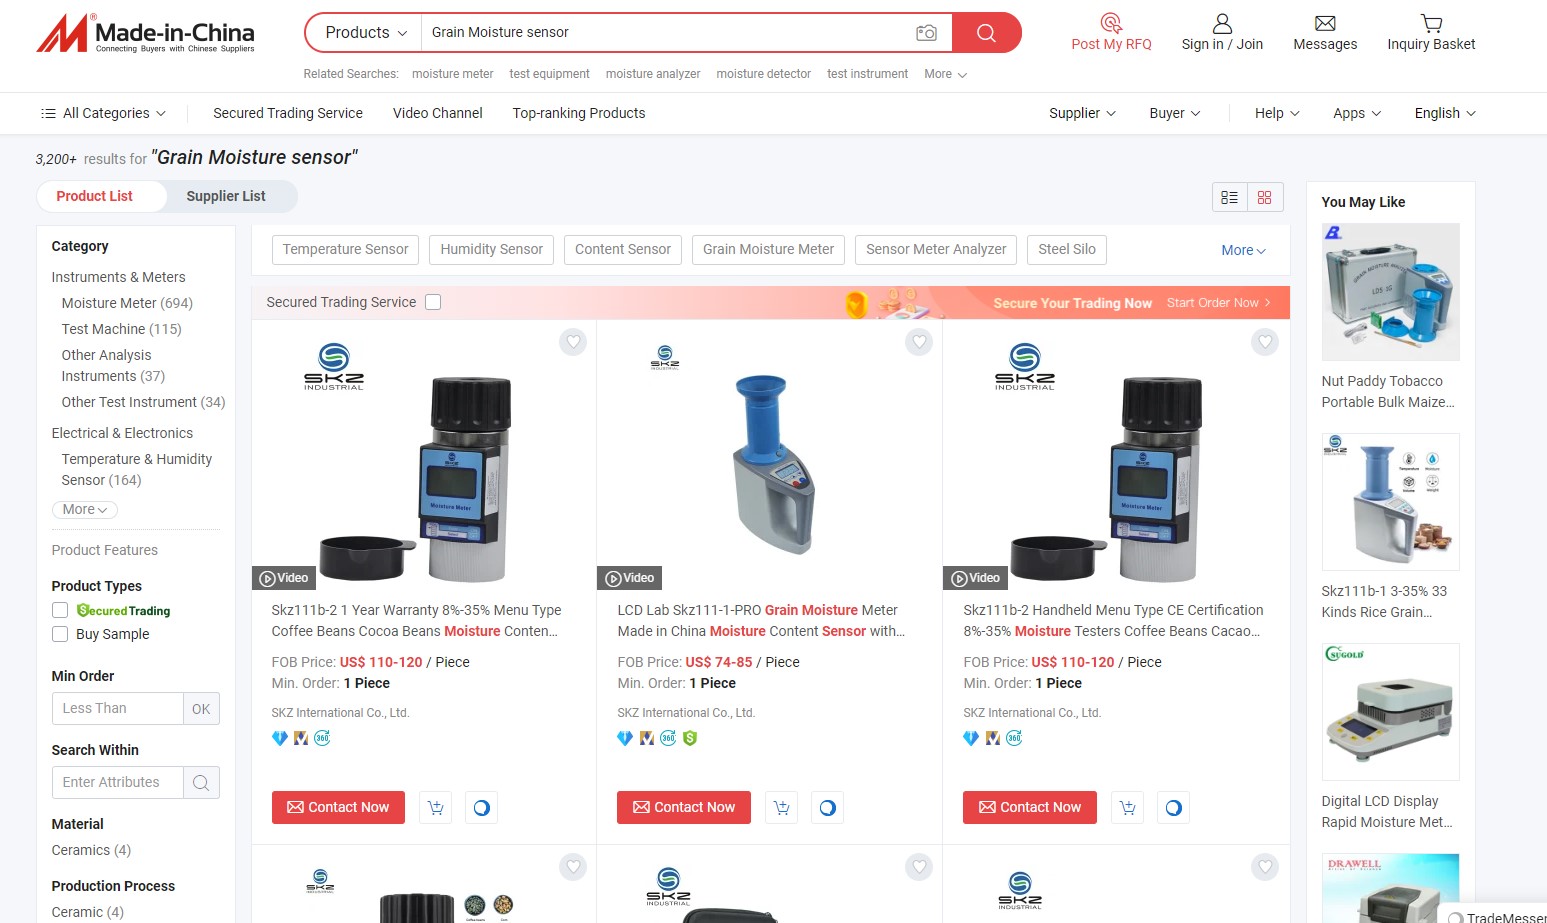 Made-in-China
Connecting Buyers with Chinese Suppliers
Products
Grain Moisture sensor
Post My RFQ
Sign in / Join
Messages
Inquiry Basket
Related Searches: moisture meter test equipment moisture analyzer moisture detector test instrument More
All Categories
Secured Trading Service
Video Channel
Top-ranking Products
Supplier
Buyer
Help
Apps
English
3,200+ results for "Grain Moisture sensor"
Product List
Supplier List
Category
Instruments & Meters
Moisture Meter (694)
Test Machine (115)
Other Analysis
Instruments (37)
Other Test Instrument (34)
Electrical & Electronics
Temperature & Humidity
Sensor (164)
More
Product Features
Product Types
Secured Trading
Buy Sample
Min Order
Less Than
OK
Search Within
Enter Attributes
Material
Ceramics (4)
Production Process
Ceramic (4)
Temperature Sensor
Humidity Sensor
Content Sensor
Grain Moisture Meter
Sensor Meter Analyzer
Steel Silo
More
Secured Trading Service
Secure Your Trading Now
Start Order Now
SKZ
INDUSTRIAL
SKZ
Moisture Meter
Video
Skz111b-2 1 Year Warranty 8%-35% Menu Type
Coffee Beans Cocoa Beans Moisture Conten...
FOB Price: US$ 110-120 / Piece
Min. Order: 1 Piece
SKZ International Co., Ltd.
360
Contact Now
SKZ
INDUSTRIAL
Video
LCD Lab Skz111-1-PRO Grain Moisture Meter
Made in China Moisture Content Sensor with...
FOB Price: US$ 74-85 / Piece
Min. Order: 1 Piece
SKZ International Co., Ltd.
360
Contact Now
SKZ
INDUSTRIAL
SKZ
Moisture Meter
Video
Skz111b-2 Handheld Menu Type CE Certification
8%-35% Moisture Testers Coffee Beans Cacao...
FOB Price: US$ 110-120 / Piece
Min. Order: 1 Piece
SKZ International Co., Ltd.
360
Contact Now
SKZ
INDUSTRIAL
SKZ
INDUSTRIAL
SKZ
INDUSTRIAL
You May Like
Nut Paddy Tobacco
Portable Bulk Maize...
SKZ
Skz111b-1 3-35% 33
Kinds Rice Grain...
SUGOLD
Digital LCD Display
Rapid Moisture Met...
DRAWELL
TradeMesser